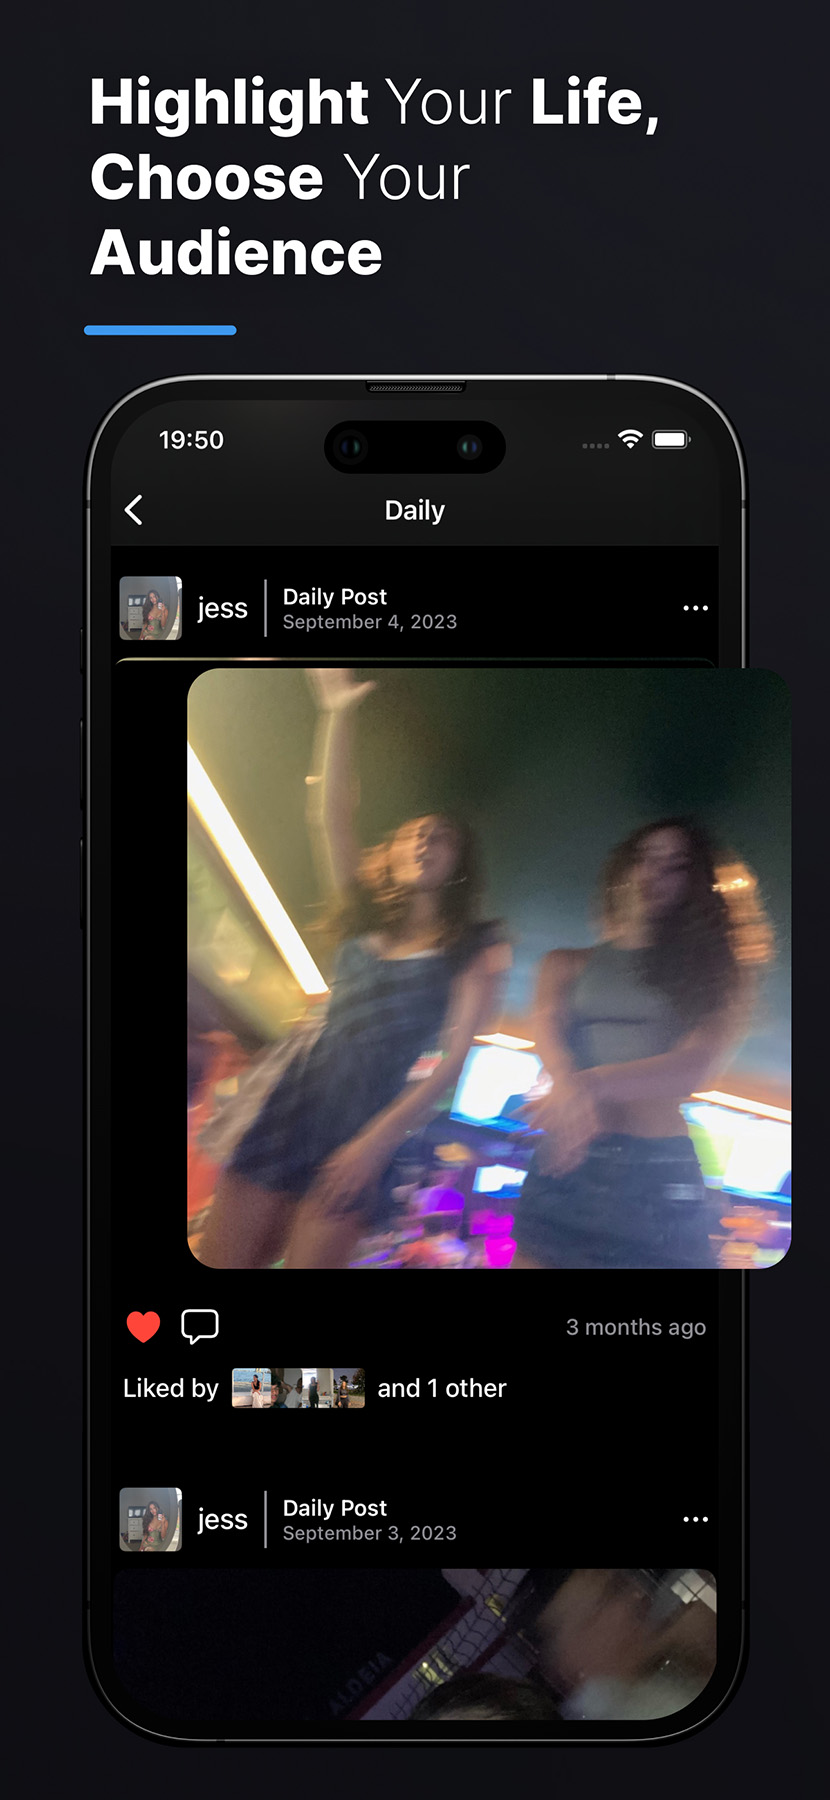 Highlight Your Life,
Choose Your
Audience
19:50
Daily
jess
Daily Post
September 4, 2023
3 months ago
Liked by and 1 other
jess
Daily Post
September 3, 2023
ALDEIA